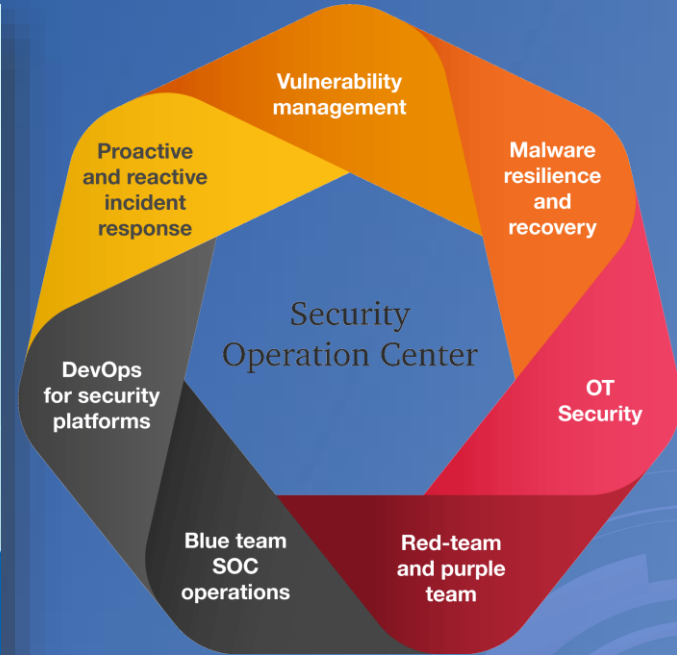 Vulnerability
management
Malware
resilience
and
recovery
OT
Security
Red-team
and purple
team
Blue team
SOC
operations
DevOps
for security
platforms
Proactive
and reactive
incident
response
Security
Operation Center